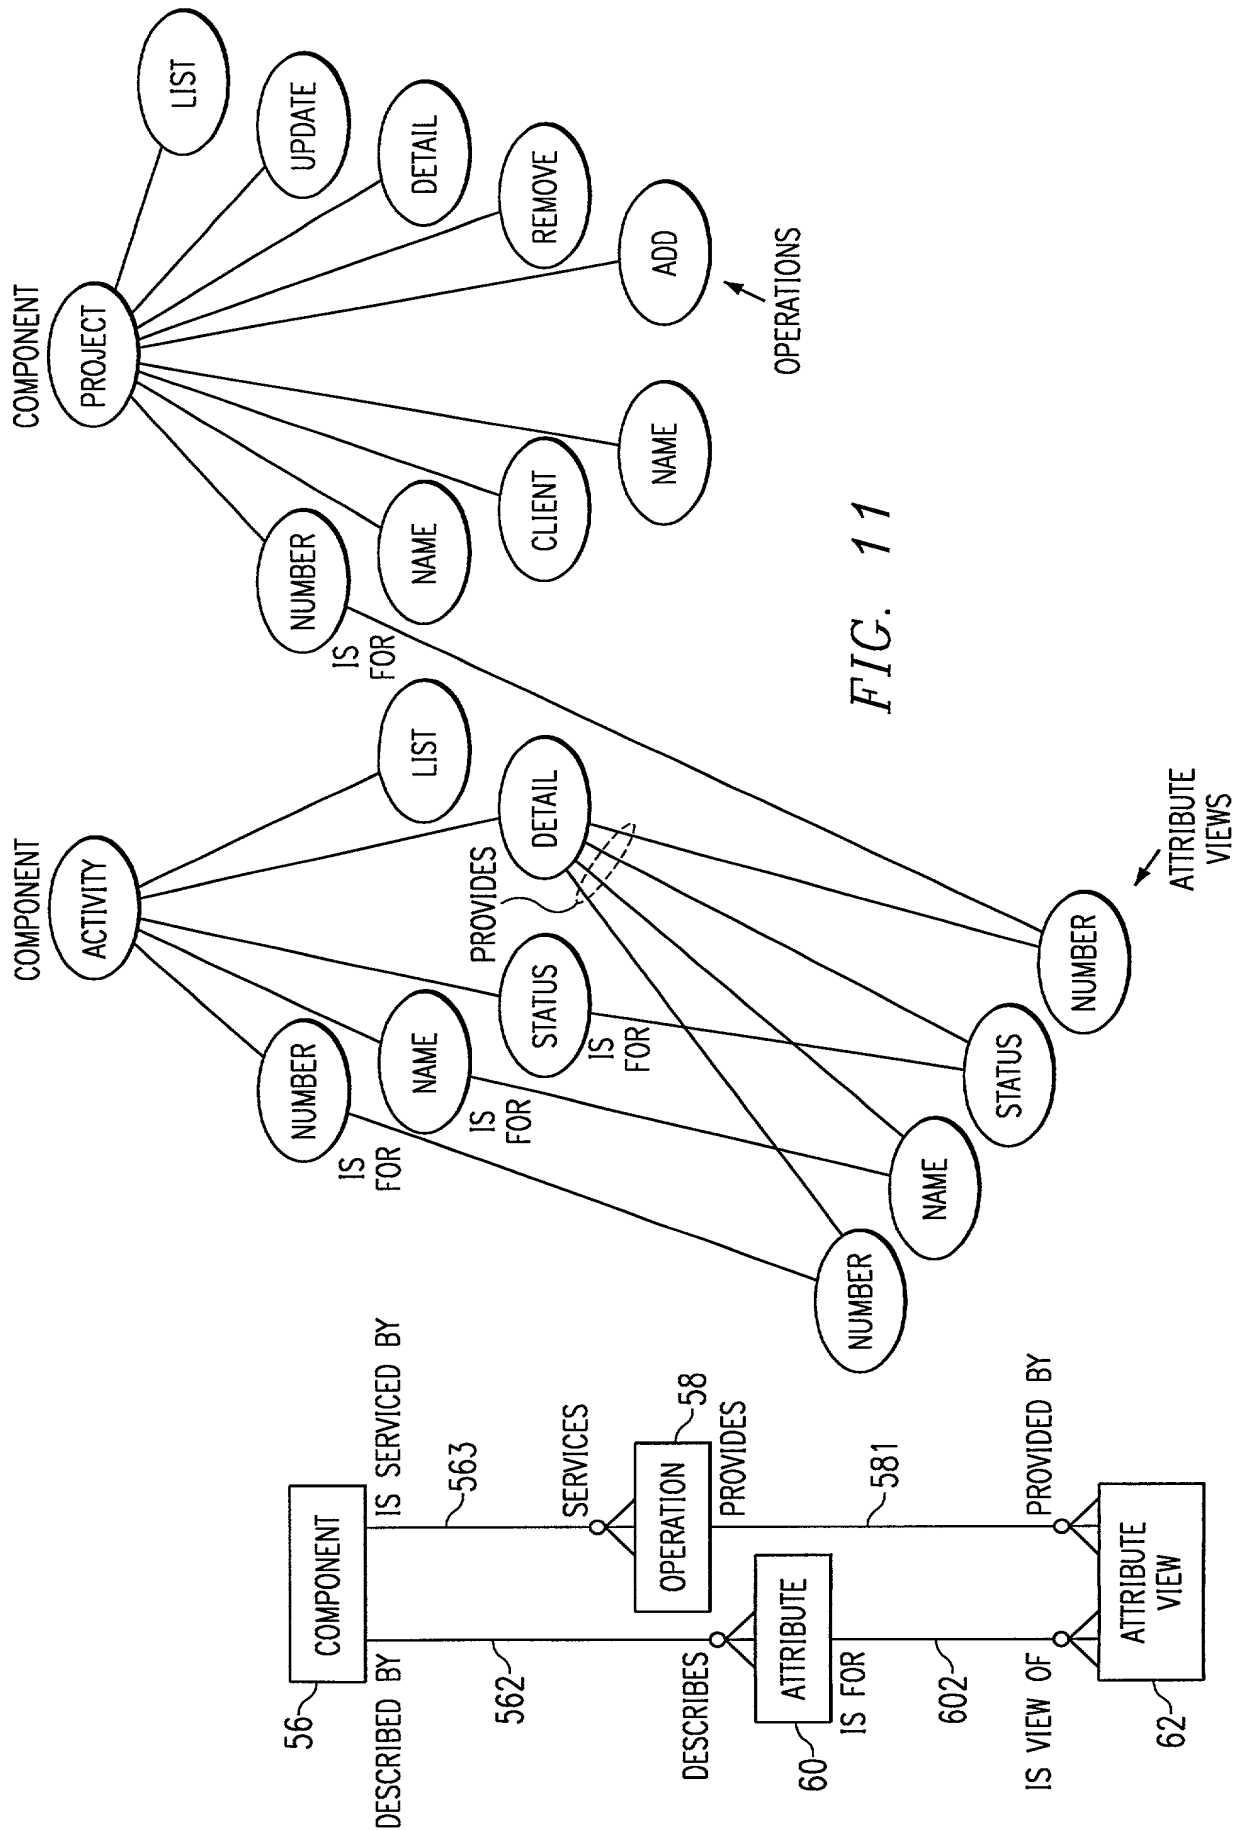 COMPONENT
56
DESCRIBED BY
IS SERVICED BY
562
563
SERVICES
OPERATION
58
PROVIDES
DESCRIBES
ATTRIBUTE
60
IS FOR
581
602
IS VIEW OF
PROVIDED BY
ATTRIBUTE
VIEW
62
COMPONENT
ACTIVITY
NUMBER
IS
FOR
NAME
IS
FOR
STATUS
IS
FOR
LIST
DETAIL
PROVIDES
NUMBER
NAME
STATUS
NUMBER
ATTRIBUTE
VIEWS
COMPONENT
PROJECT
NUMBER
IS
FOR
NAME
CLIENT
NAME
LIST
UPDATE
DETAIL
REMOVE
ADD
OPERATIONS
FIG. 11